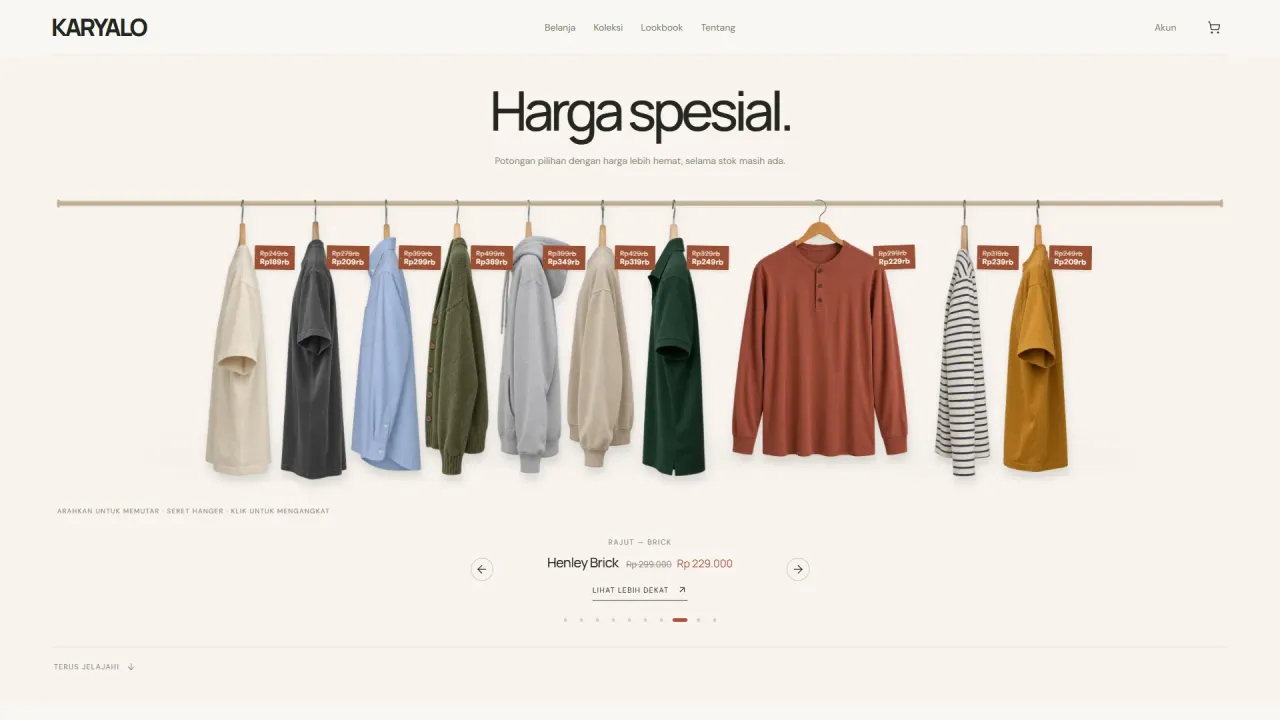 KARYALO
Belanja Koleksi Lookbook Tentang
Akun
Harga spesial.
Potongan pilihan dengan harga lebih hemat, selama stok masih ada.
Rp249rb
Rp189rb
Rp279rb
Rp209rb
Rp399rb
Rp299rb
Rp499rb
Rp389rb
Rp439rb
Rp349rb
Rp419rb
Rp319rb
Rp329rb
Rp249rb
Rp299rb
Rp229rb
Rp319rb
Rp239rb
Rp249rb
Rp209rb
ARAHKAN UNTUK MEMUTAR · SERET HANGER · KLIK UNTUK MENGANGKAT
RAJUT — BRICK
Henley Brick Rp 299.000 Rp 229.000
LIHAT LEBIH DEKAT
TERUS JELAJAHI